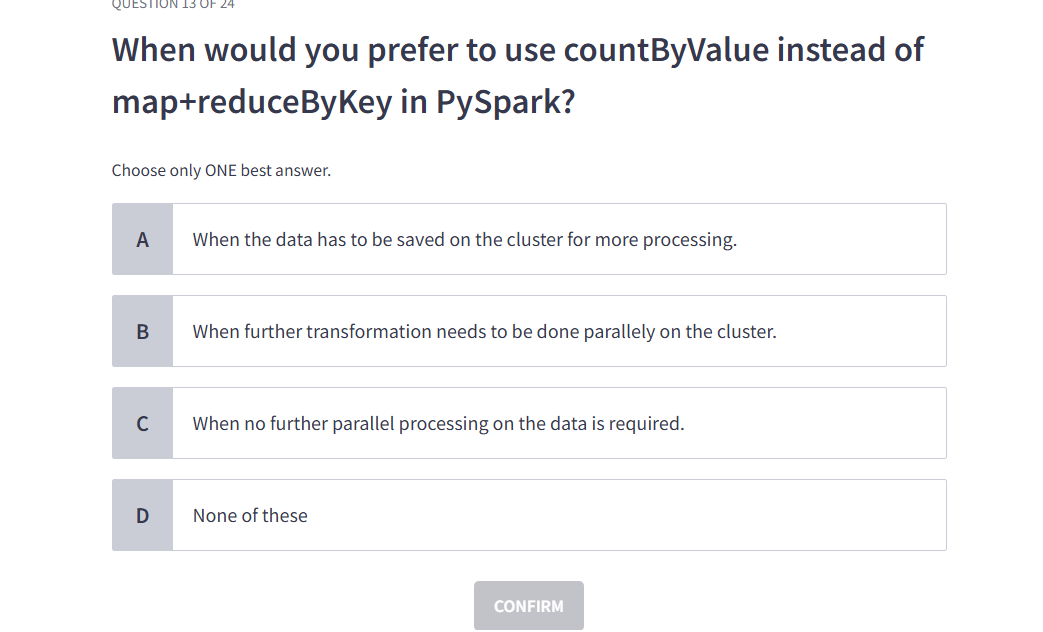 QUESTION 13 OF 24
When would you prefer to use countByValue instead of
map+reduceByKey in PySpark?
Choose only ONE best answer.
A When the data has to be saved on the cluster for more processing.
B When further transformation needs to be done parallely on the cluster.
C When no further parallel processing on the data is required.
D None of these
CONFIRM